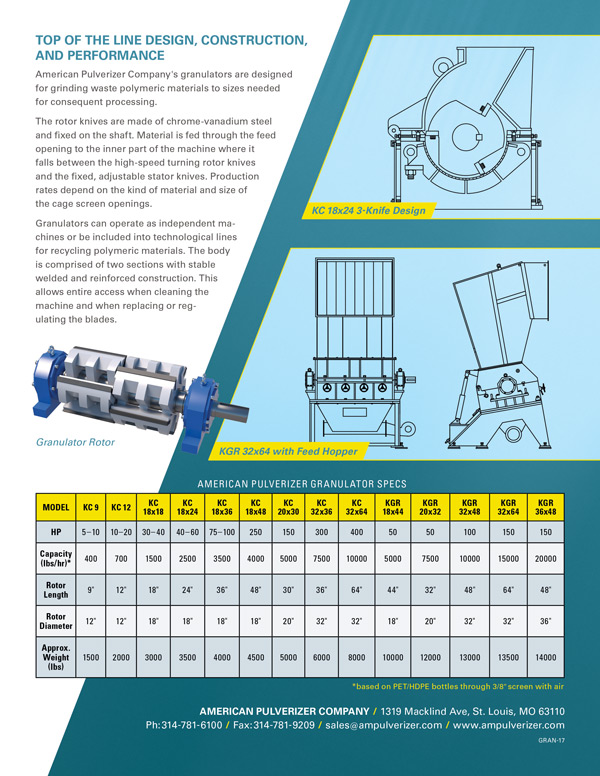 TOP OF THE LINE DESIGN, CONSTRUCTION,
AND PERFORMANCE
American Pulverizer Company's granulators are designed
for grinding waste polymeric materials to sizes needed
for consequent processing.
The rotor knives are made of chrome-vanadium steel
and fixed on the shaft. Material is fed through the feed
opening to the inner part of the machine where it
falls between the high-speed turning rotor knives
and the fixed, adjustable stator knives. Production
rates depend on the kind of material and size of
the cage screen openings.
Granulators can operate as independent ma-
chines or be included into technological lines
for recycling polymeric materials. The body
is comprised of two sections with stable
welded and reinforced construction. This
allows entire access when cleaning the
machine and when replacing or reg-
ulating the blades.
KC 18x24 3-Knife Design
Granulator Rotor
KGR 32x64 with Feed Hopper
AMERICAN PULVERIZER GRANULATOR SPECS
MODEL KC 9 KC 12 KC 18x18 KC 18x24 KC 18x36 KC 18x48 KC 20x30 KC 32x36 KC 32x64 KGR 18x44 KGR 20x32 KGR 32x48 KGR 32x64 KGR 36x48
HP 5–10 10–20 30–40 40–60 75–100 250 150 300 400 50 50 100 150 150
Capacity (lbs/hr)* 400 700 1500 2500 3500 4000 5000 7500 10000 5000 7500 10000 15000 20000
Rotor Length 9" 12" 18" 24" 36" 48" 30" 36" 64" 44" 32" 48" 64" 48"
Rotor Diameter 12" 12" 18" 18" 18" 18" 20" 32" 32" 18" 20" 32" 32" 36"
Approx. Weight (lbs) 1500 2000 3000 3500 4000 4500 5000 6000 8000 10000 12000 13000 13500 14000
*based on PET/HDPE bottles through 3/8" screen with air
AMERICAN PULVERIZER COMPANY / 1319 Macklind Ave, St. Louis, MO 63110
Ph: 314-781-6100 / Fax: 314-781-9209 / sales@ampulverizer.com / www.ampulverizer.com
GRAN-17